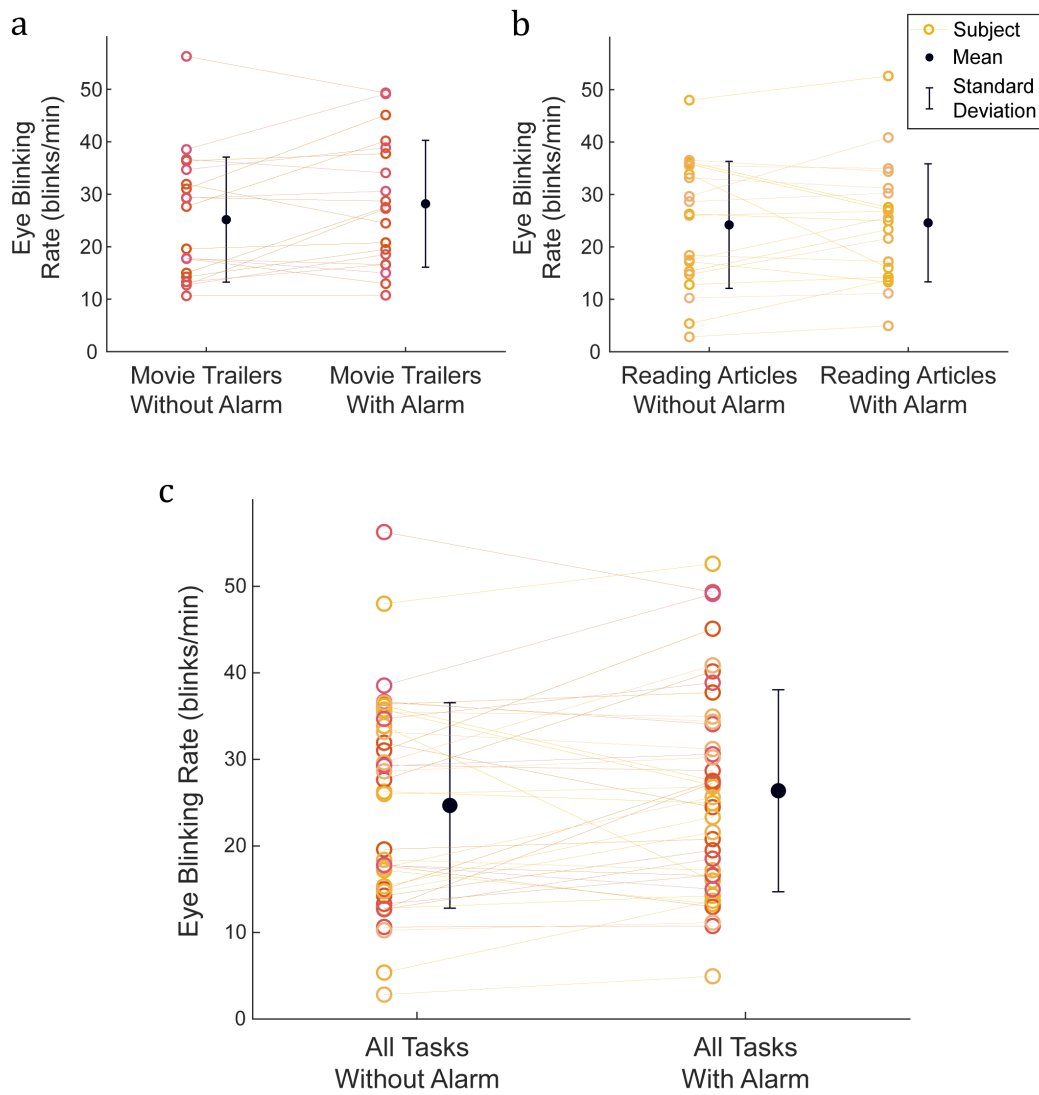 a
Eye Blinking
Rate (blinks/min)
50
40
30
20
10
0
Movie Trailers
Without Alarm
Movie Trailers
With Alarm
b
Eye Blinking
Rate (blinks/min)
50
40
30
20
10
0
Reading Articles
Without Alarm
Reading Articles
With Alarm
Subject
Mean
Standard
Deviation
c
Eye Blinking Rate (blinks/min)
50
40
30
20
10
0
All Tasks
Without Alarm
All Tasks
With Alarm